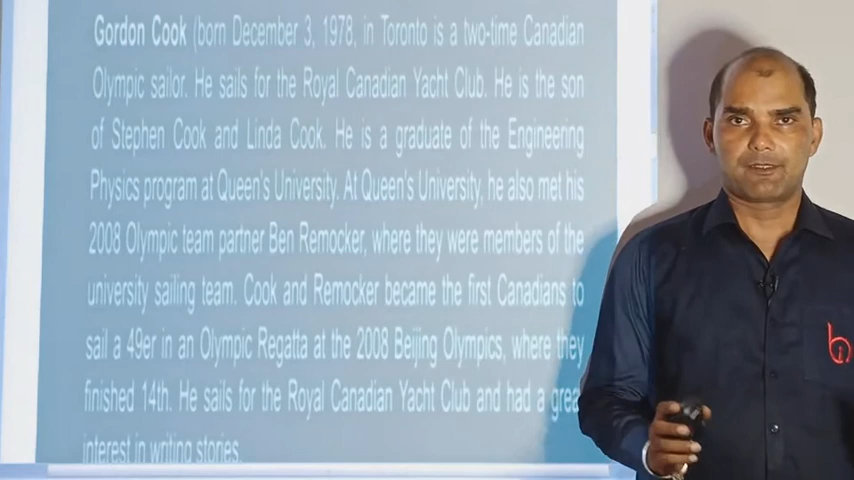 Gordon Cook (born December 3, 1978, in Toronto is a two-time Canadian
Olympic sailor. He sails for the Royal Canadian Yacht Club. He is the son
of Stephen Cook and Linda Cook. He is a graduate of the Engineering
Physics program at Queen's University. At Queen's University, he also met his
2008 Olympic team partner Ben Remocker, where they were members of the
university sailing team. Cook and Remocker became the first Canadians to
sail a 49er in an Olympic Regatta at the 2008 Beijing Olympics, where they
finished 14th. He sails for the Royal Canadian Yacht Club and had a great
interest in writing stories.